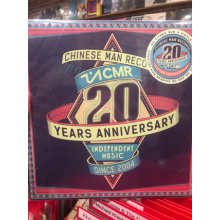 CHINESE MAN RECO
CMR
20
YEARS ANNIVERSARY
INDEPENDENT
MUSIC
SINCE 2004
20